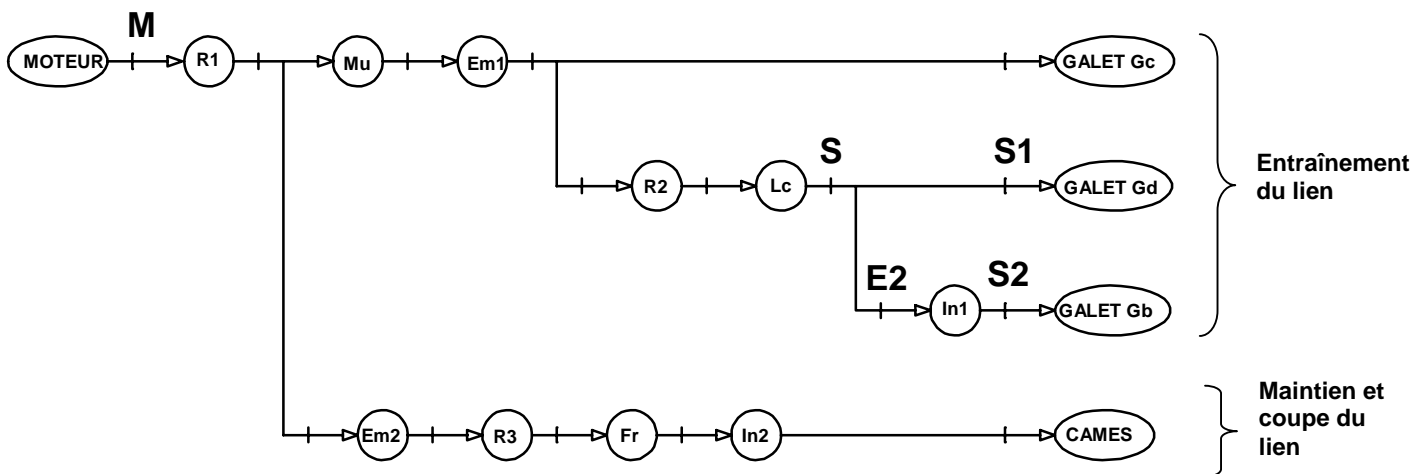 M
MOTEUR
R1
Mu
Em1
GALET Gc
S
S1
R2
Lc
GALET Gd
Entraînement
du lien
E2
S2
In1
GALET Gb
Em2
R3
Fr
In2
CAMES
Maintien et
coupe du
lien